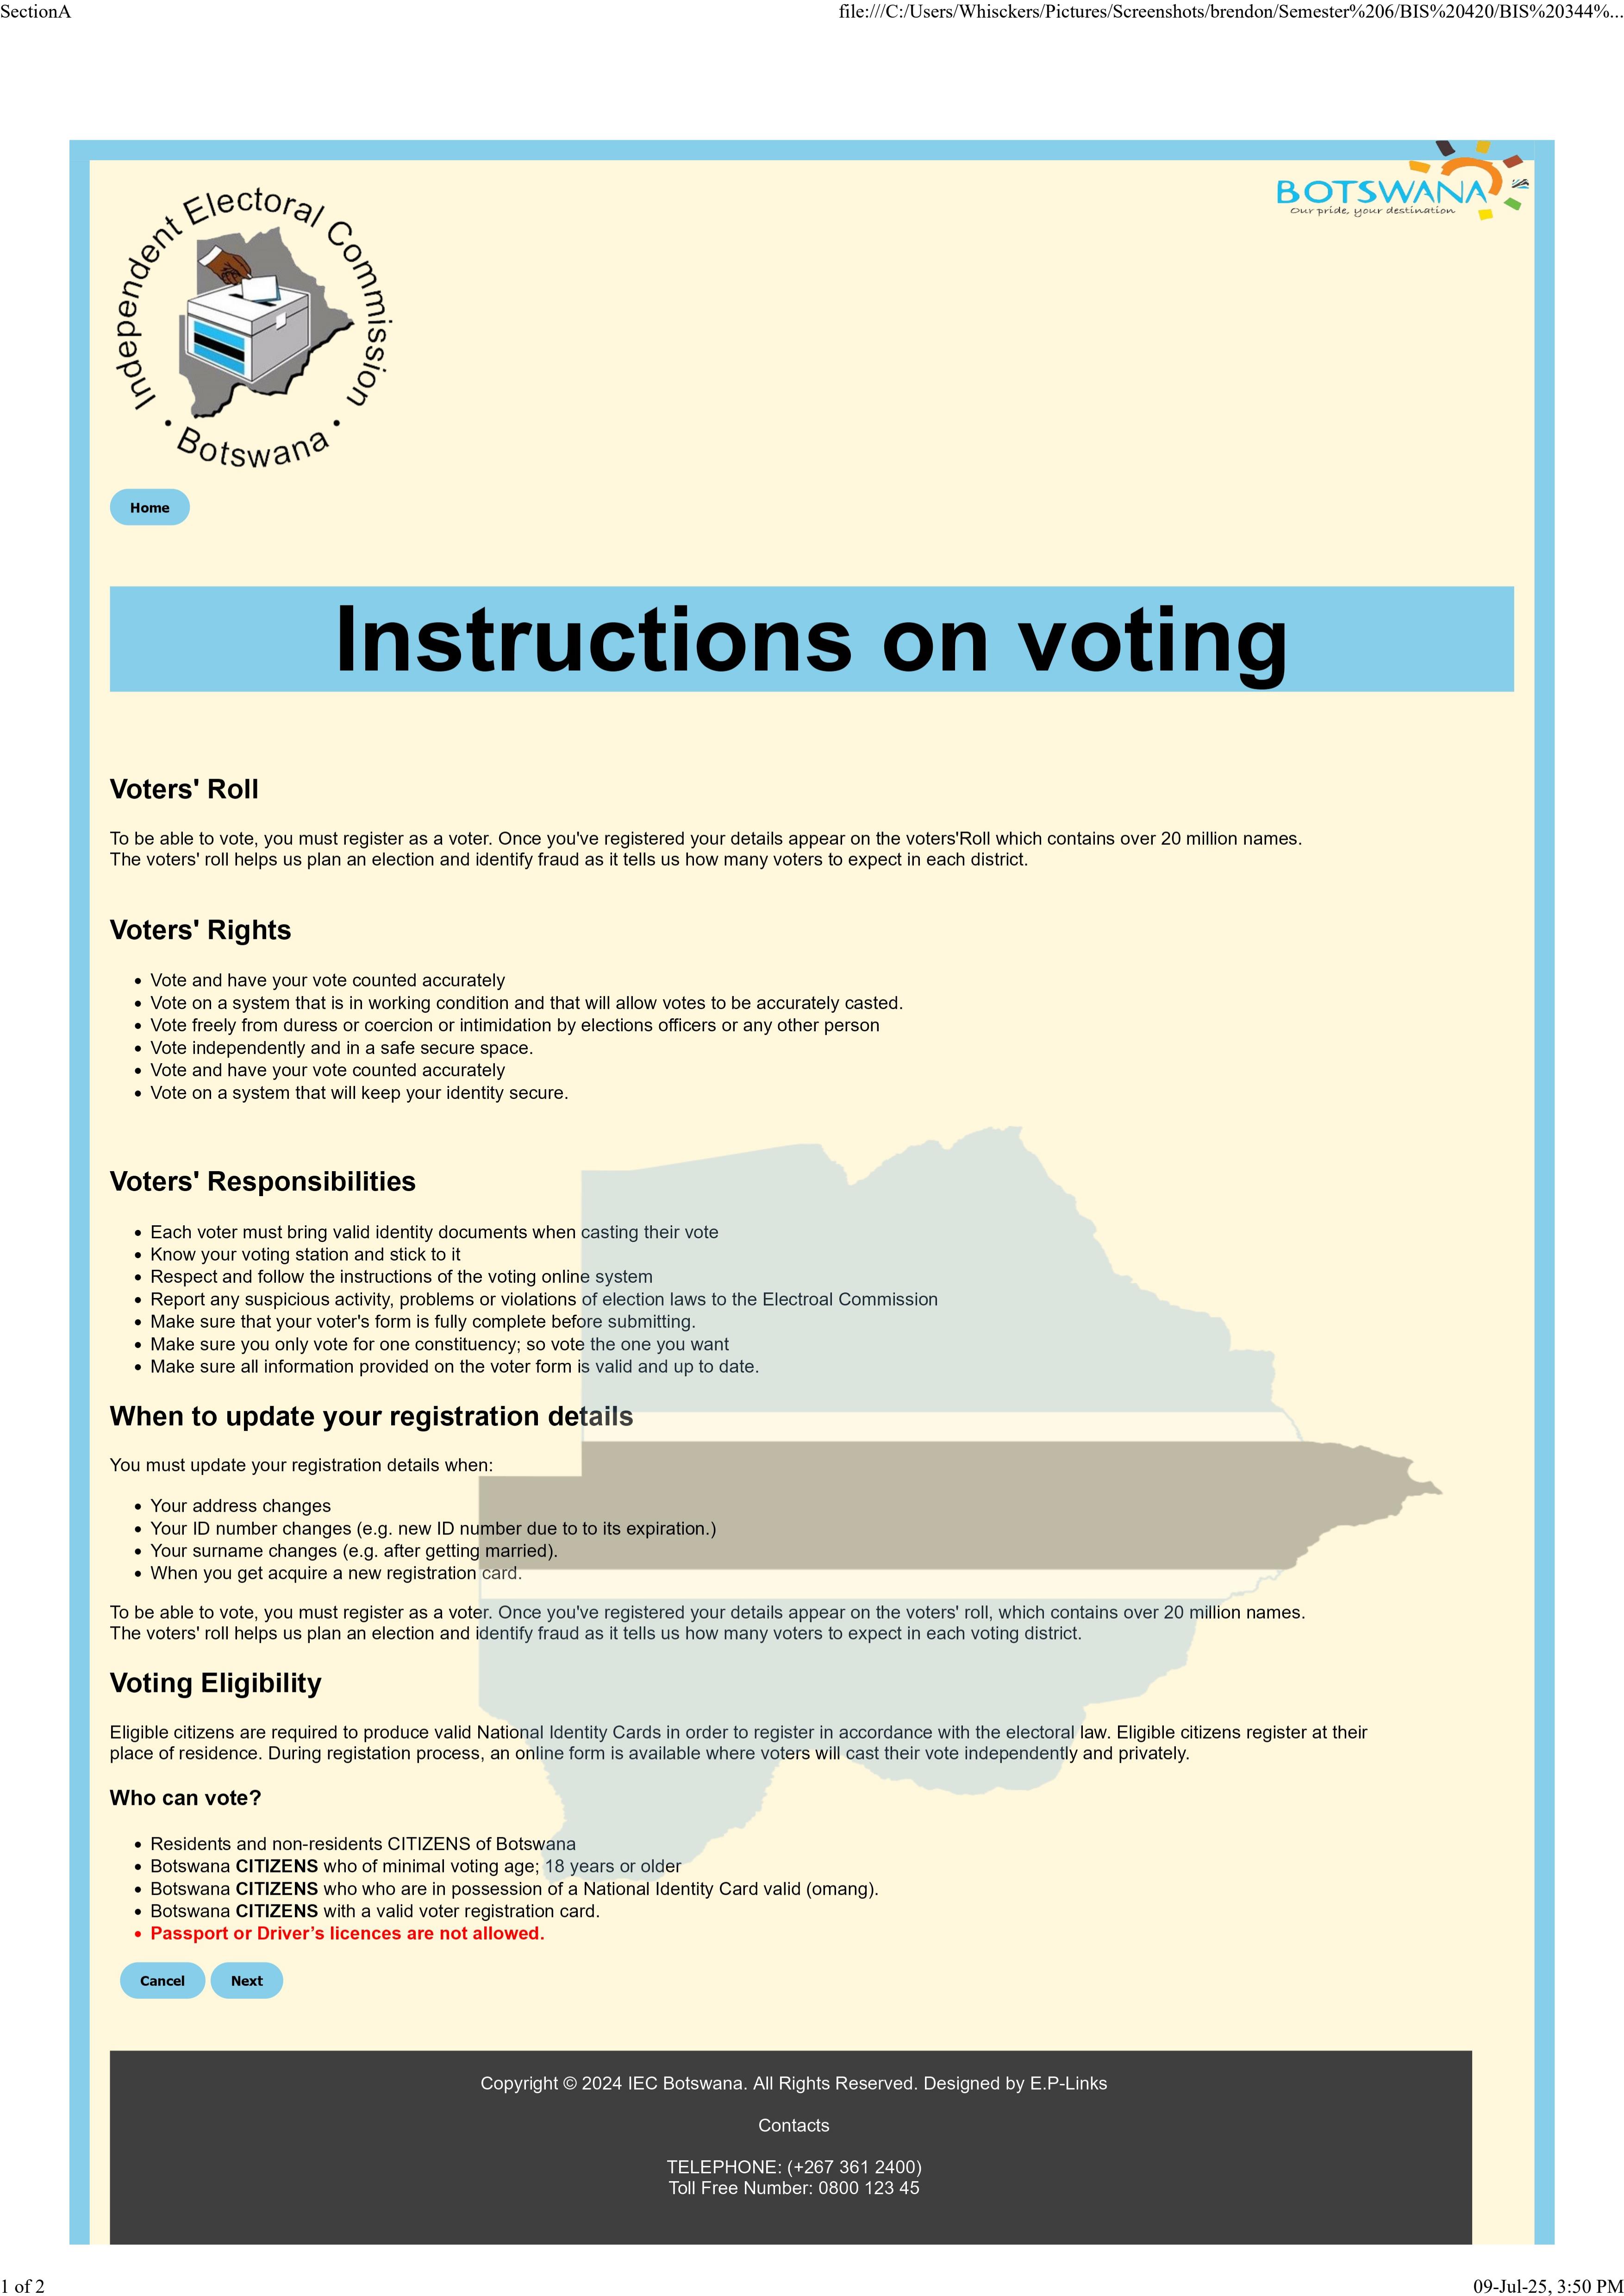 SectionA
file:///C:/Users/Whisckers/Pictures/Screenshots/brendon/Semester%206/BIS%20420/BIS%20344%...
Independent Electoral Commission
• Botswana •
BOTSWANA
Our pride, your destination
Home
Instructions on voting
Voters' Roll
To be able to vote, you must register as a voter. Once you've registered your details appear on the voters'Roll which contains over 20 million names.
The voters' roll helps us plan an election and identify fraud as it tells us how many voters to expect in each district.
Voters' Rights
• Vote and have your vote counted accurately
• Vote on a system that is in working condition and that will allow votes to be accurately casted.
• Vote freely from duress or coercion or intimidation by elections officers or any other person
• Vote independently and in a safe secure space.
• Vote and have your vote counted accurately
• Vote on a system that will keep your identity secure.
Voters' Responsibilities
• Each voter must bring valid identity documents when casting their vote
• Know your voting station and stick to it
• Respect and follow the instructions of the voting online system
• Report any suspicious activity, problems or violations of election laws to the Electroal Commission
• Make sure that your voter's form is fully complete before submitting.
• Make sure you only vote for one constituency; so vote the one you want
• Make sure all information provided on the voter form is valid and up to date.
When to update your registration details
You must update your registration details when:
• Your address changes
• Your ID number changes (e.g. new ID number due to to its expiration.)
• Your surname changes (e.g. after getting married).
• When you get acquire a new registration card.
To be able to vote, you must register as a voter. Once you've registered your details appear on the voters' roll, which contains over 20 million names.
The voters' roll helps us plan an election and identify fraud as it tells us how many voters to expect in each voting district.
Voting Eligibility
Eligible citizens are required to produce valid National Identity Cards in order to register in accordance with the electoral law. Eligible citizens register at their
place of residence. During registation process, an online form is available where voters will cast their vote independently and privately.
Who can vote?
• Residents and non-residents CITIZENS of Botswana
• Botswana CITIZENS who of minimal voting age; 18 years or older
• Botswana CITIZENS who who are in possession of a National Identity Card valid (omang).
• Botswana CITIZENS with a valid voter registration card.
• Passport or Driver’s licences are not allowed.
Cancel Next
Copyright © 2024 IEC Botswana. All Rights Reserved. Designed by E.P-Links
Contacts
TELEPHONE: (+267 361 2400)
Toll Free Number: 0800 123 45
1 of 2
09-Jul-25, 3:50 PM